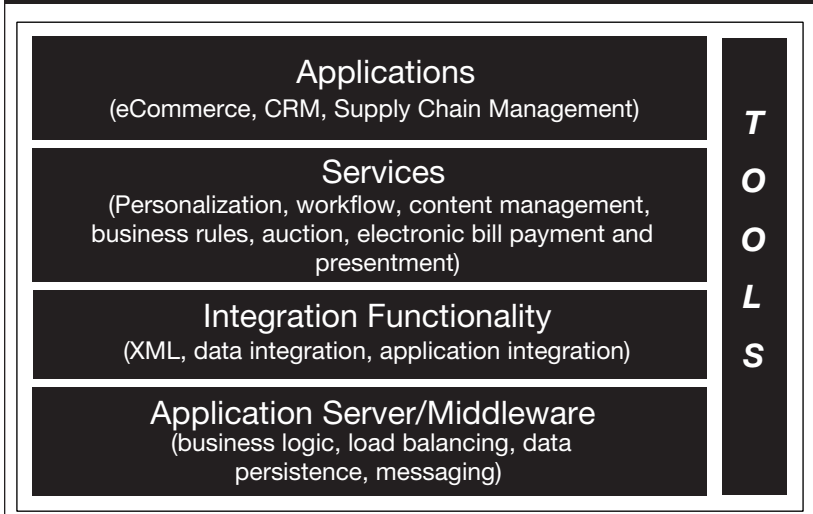 Applications
(eCommerce, CRM, Supply Chain Management)
Services
(Personalization, workflow, content management,
business rules, auction, electronic bill payment and
presentment)
Integration Functionality
(XML, data integration, application integration)
Application Server/Middleware
(business logic, load balancing, data
persistence, messaging)
T
O
O
L
S